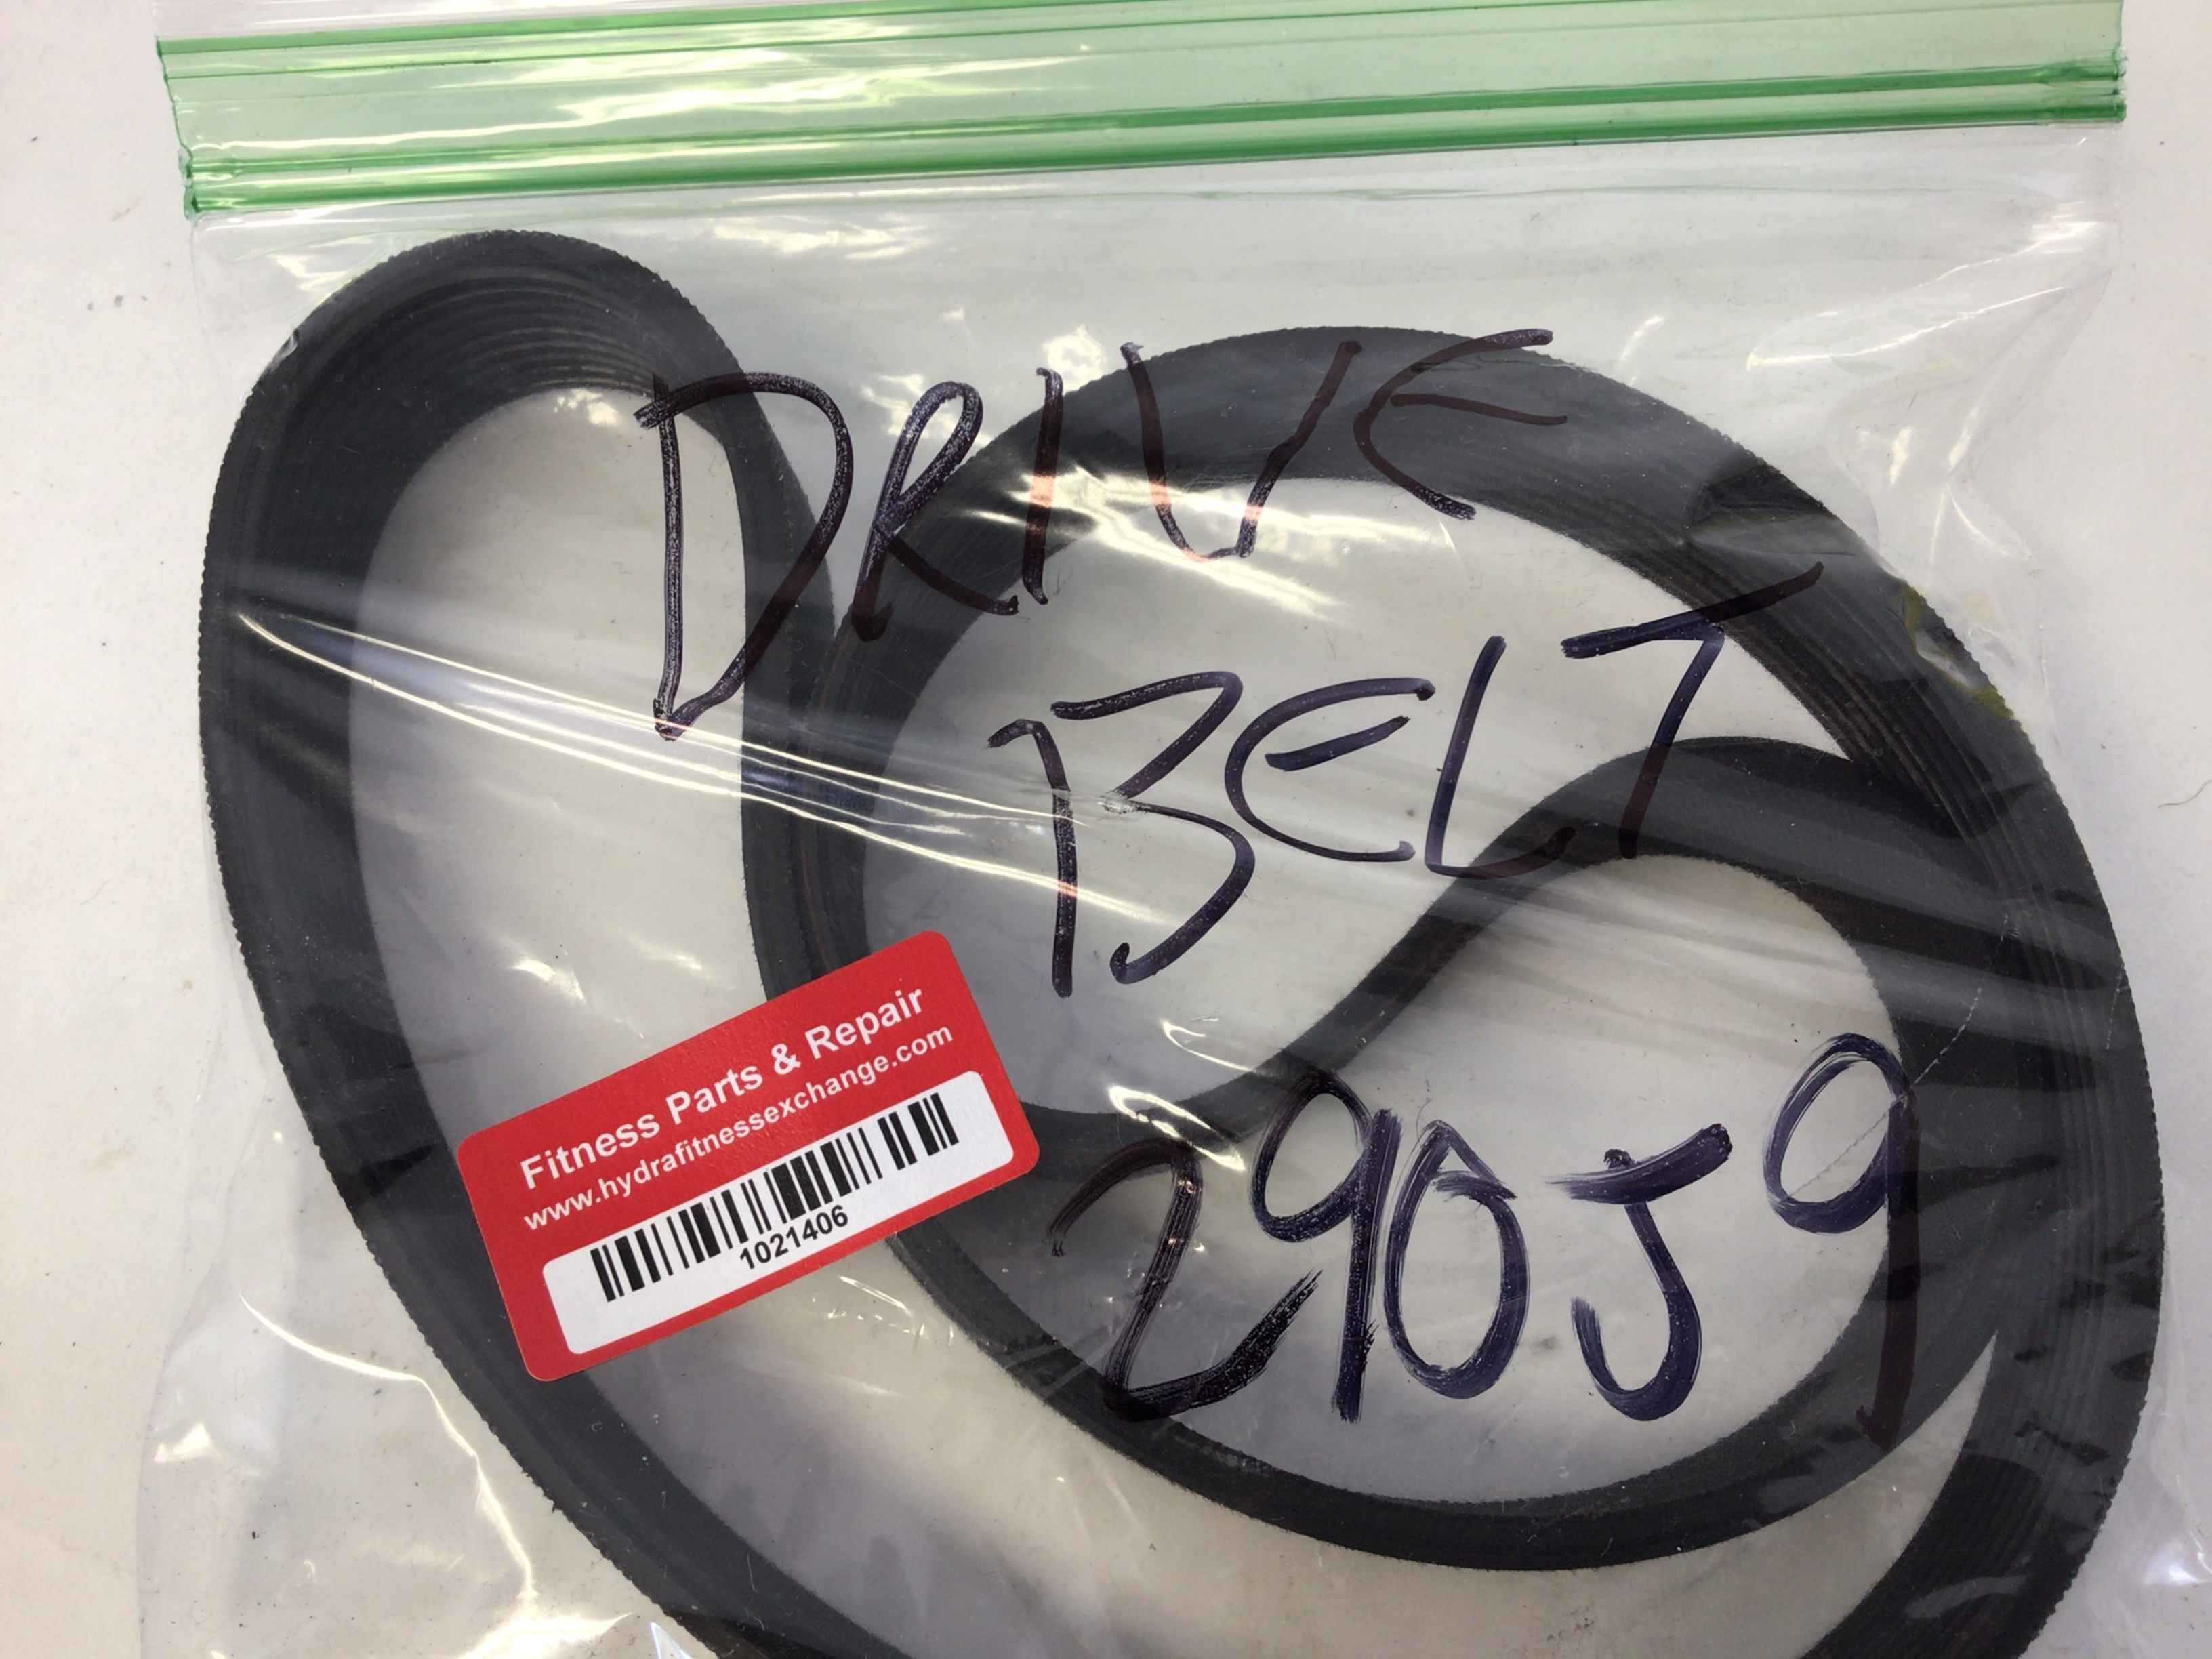 DRIVE
BELT
290J9
Fitness Parts & Repair
www.hydrafitnessexchange.com
1021406